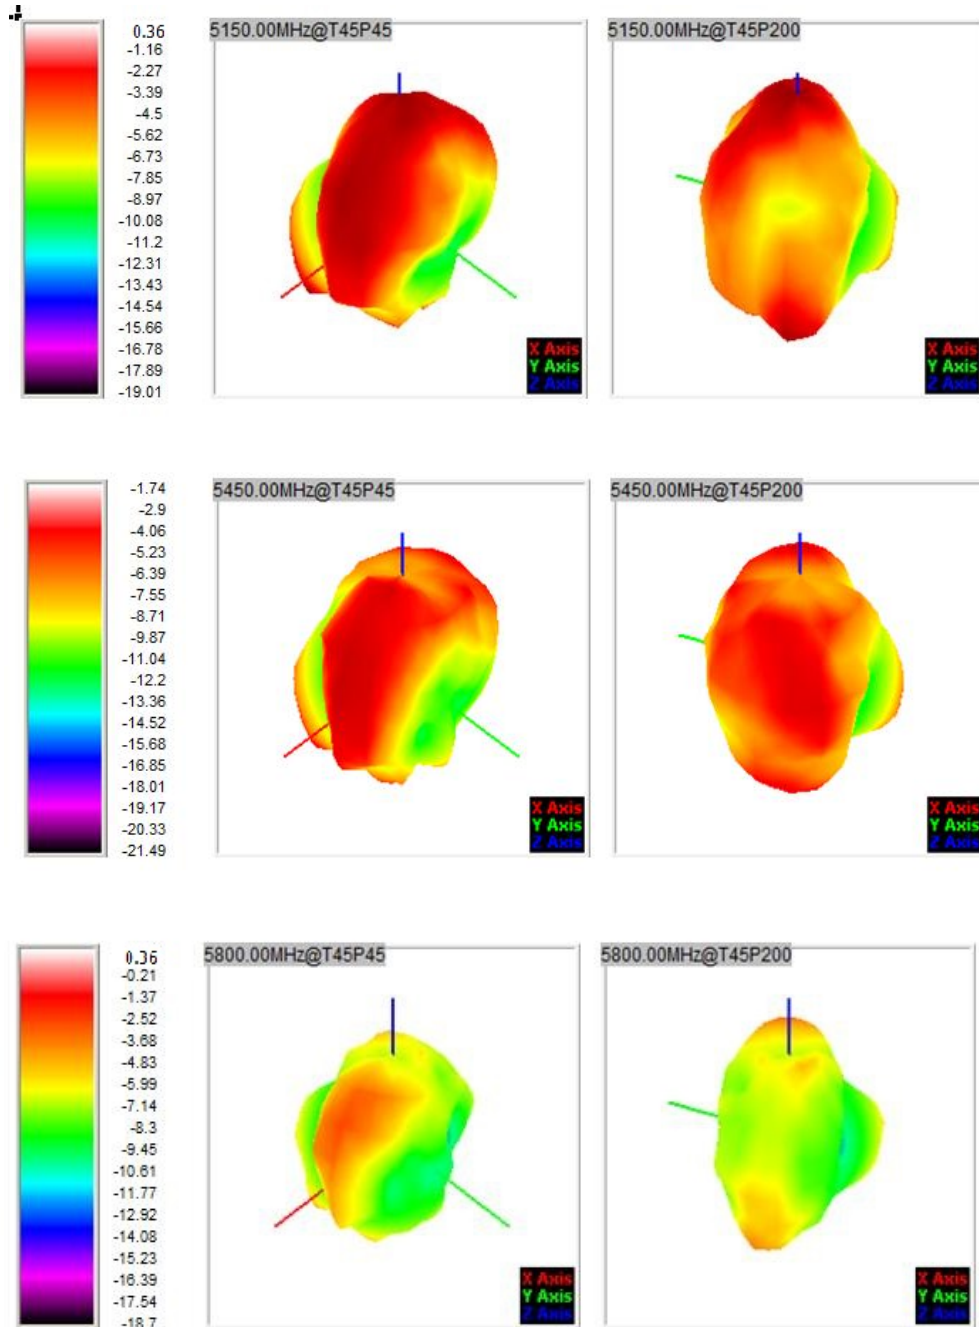 5150.00MHz@T45P45
5150.00MHz@T45P200
0.36
-1.16
-2.27
-3.39
-4.5
-5.62
-6.73
-7.85
-8.97
-10.08
-11.2
-12.31
-13.43
-14.54
-15.66
-16.78
-17.89
-19.01
X Axis
Y Axis
Z Axis
X Axis
Y Axis
Z Axis
5450.00MHz@T45P45
5450.00MHz@T45P200
-1.74
-2.9
-4.06
-5.23
-6.39
-7.55
-8.71
-9.87
-11.04
-12.2
-13.36
-14.52
-15.68
-16.85
-18.01
-19.17
-20.33
-21.49
X Axis
Y Axis
Z Axis
X Axis
Y Axis
Z Axis
5800.00MHz@T45P45
5800.00MHz@T45P200
0.36
-0.21
-1.37
-2.52
-3.68
-4.83
-5.99
-7.14
-8.3
-9.45
-10.61
-11.77
-12.92
-14.08
-15.23
-16.39
-17.54
-18.7
X Axis
Y Axis
Z Axis
X Axis
Y Axis
Z Axis